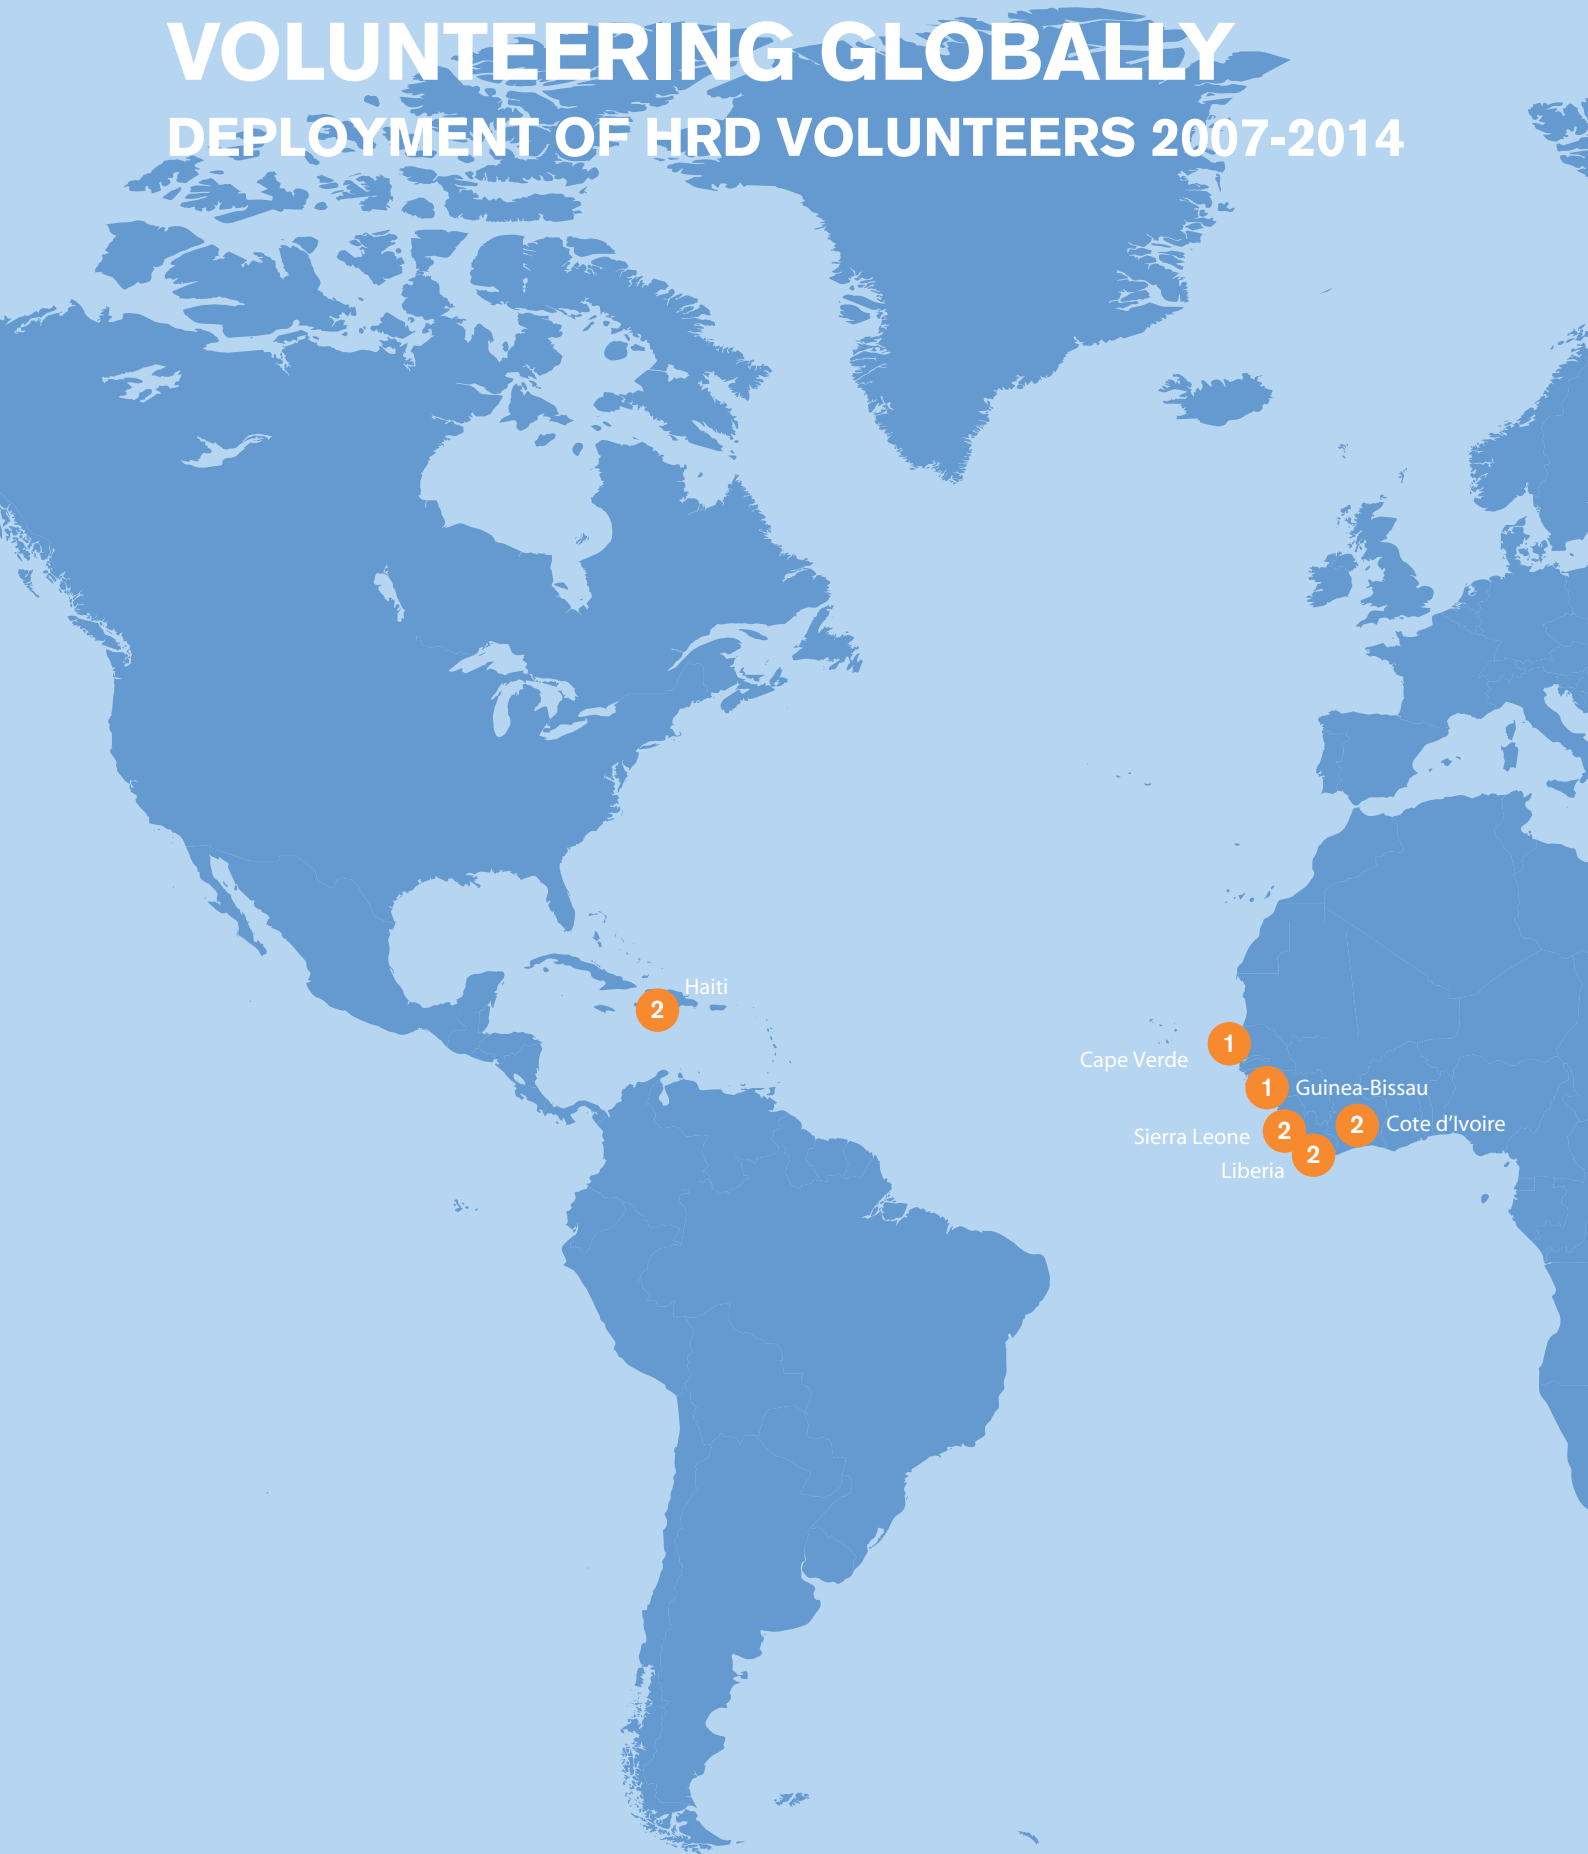 VOLUNTEERING GLOBALLY
DEPLOYMENT OF HRD VOLUNTEERS 2007-2014
Haiti
2
1
Cape Verde
1
Guinea-Bissau
2
Cote d’Ivoire
Sierra Leone
2
2
Liberia